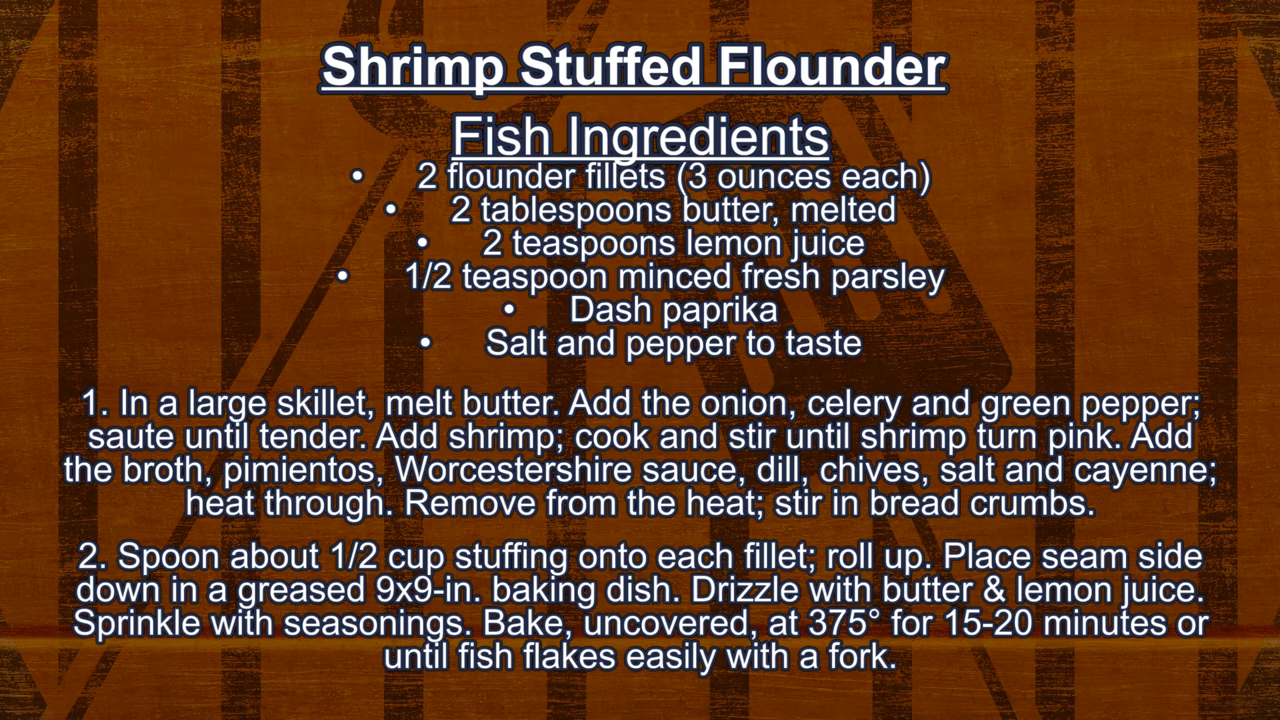 Shrimp Stuffed Flounder
Fish Ingredients
• 2 flounder fillets (3 ounces each)
• 2 tablespoons butter, melted
• 2 teaspoons lemon juice
• 1/2 teaspoon minced fresh parsley
• Dash paprika
• Salt and pepper to taste
1. In a large skillet, melt butter. Add the onion, celery and green pepper;
saute until tender. Add shrimp; cook and stir until shrimp turn pink. Add
the broth, pimientos, Worcestershire sauce, dill, chives, salt and cayenne;
heat through. Remove from the heat; stir in bread crumbs.
2. Spoon about 1/2 cup stuffing onto each fillet; roll up. Place seam side
down in a greased 9x9-in. baking dish. Drizzle with butter & lemon juice.
Sprinkle with seasonings. Bake, uncovered, at 375° for 15-20 minutes or
until fish flakes easily with a fork.